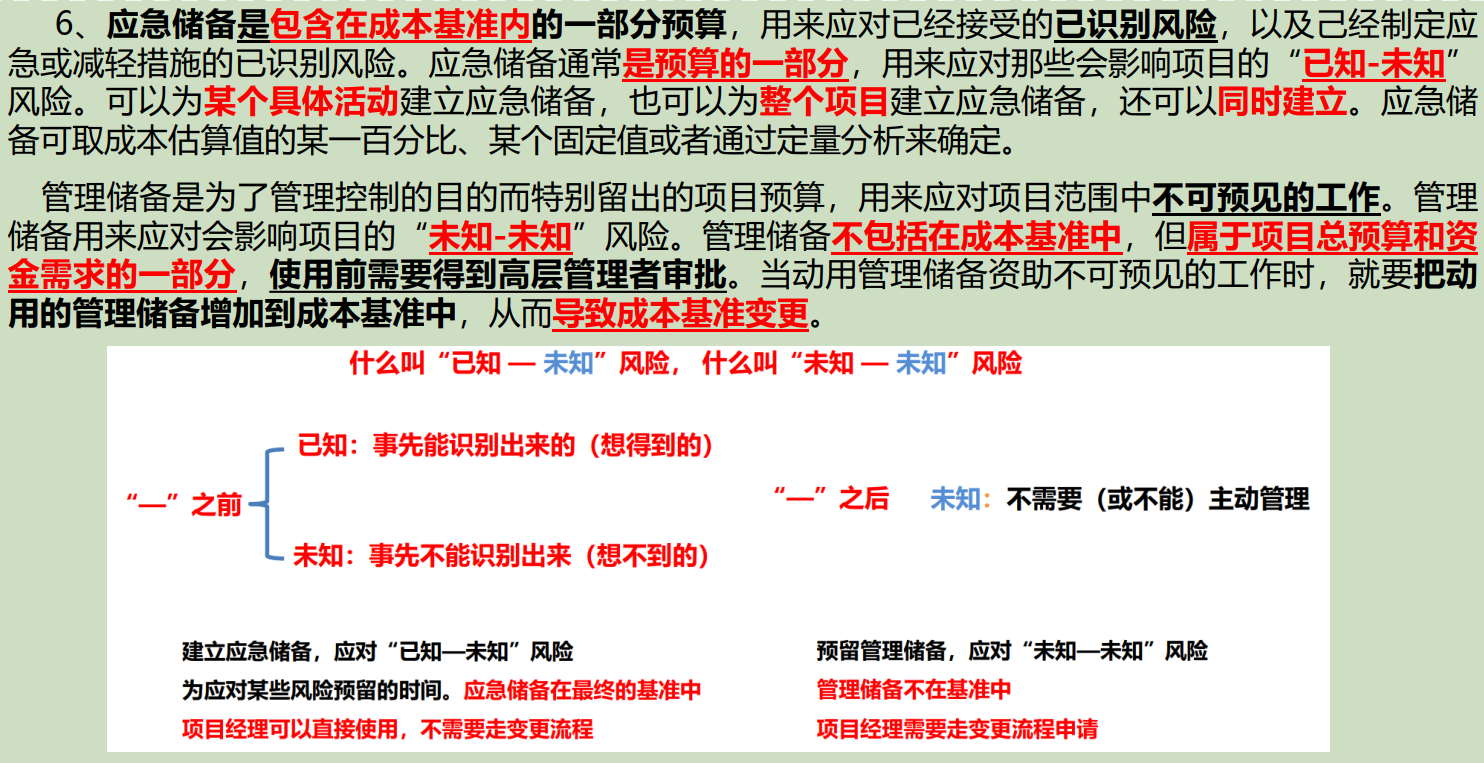 6、应急储备是包含在成本基准内的一部分预算，用来应对已经接受的已识别风险，以及己经制定应
急或减轻措施的已识别风险。应急储备通常是预算的一部分，用来应对那些会影响项目的“已知-未知”
风险。可以为某个具体活动建立应急储备，也可以为整个项目建立应急储备，还可以同时建立。应急储
备可取成本估算值的某一百分比、某个固定值或者通过定量分析来确定。
管理储备是为了管理控制的目的而特别留出的项目预算，用来应对项目范围中不可预见的工作。管理
储备用来应对会影响项目的“未知-未知”风险。管理储备不包括在成本基准中，但属于项目总预算和资
金需求的一部分，使用前需要得到高层管理者审批。当动用管理储备资助不可预见的工作时，就要把动
用的管理储备增加到成本基准中，从而导致成本基准变更。
什么叫“已知 — 未知”风险， 什么叫“未知 — 未知”风险
已知：事先能识别出来的（想得到的）
“—”之前
“—”之后 未知：不需要（或不能）主动管理
未知：事先不能识别出来（想不到的）
建立应急储备，应对“已知—未知”风险
为应对某些风险预留的时间。应急储备在最终的基准中
项目经理可以直接使用，不需要走变更流程
预留管理储备，应对“未知—未知”风险
管理储备不在基准中
项目经理需要走变更流程申请